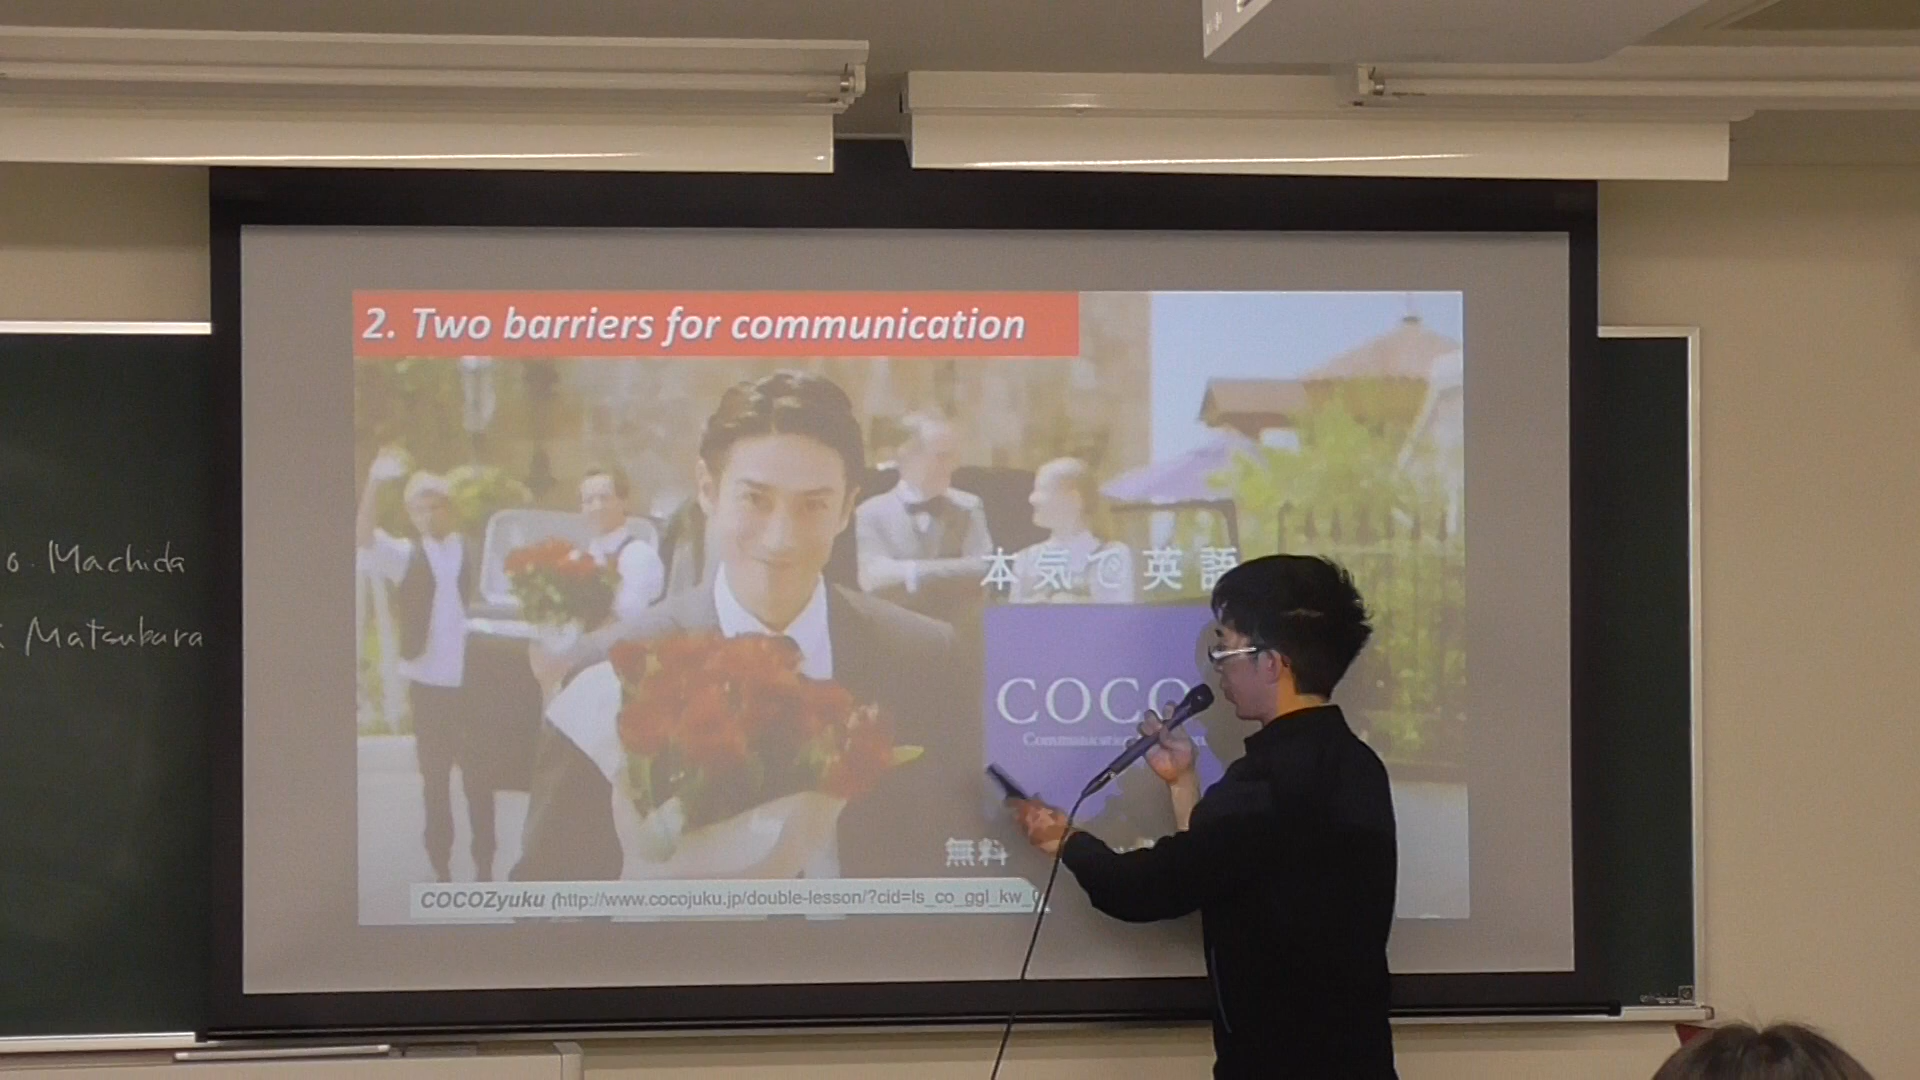 2. Two barriers for communication
o. Machida
Matsubara
本気で英語
COCO
無料
COCOZyuku (http://www.cocojuku.jp/double-lesson/?cid=ls_co_ggl_kw_